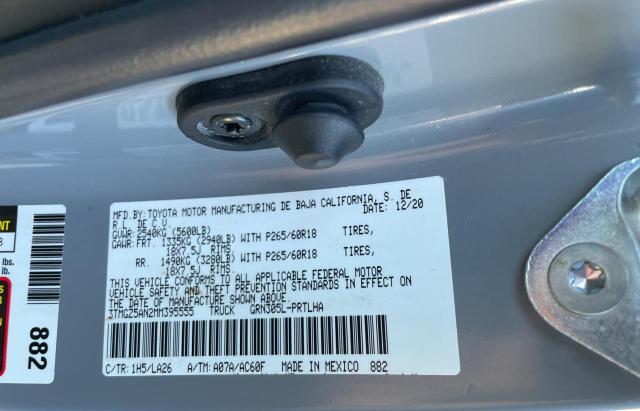 MFD.BY: TOYOTA MOTOR MANUFACTURING DE BAJA CALIFORNIA, S. DE
R.L. DE C.V. DATE: 12/20
GVWR: 2540KG (5600LB)
GAWR: FRT. 1335KG (2940LB) WITH P265/60R18 TIRES,
18X7.5J RIMS,
RR. 1490KG (3280LB) WITH P265/60R18 TIRES,
18X7.5J RIMS
THIS VEHICLE CONFORMS TO ALL APPLICABLE FEDERAL MOTOR
VEHICLE SAFETY AND THEFT PREVENTION STANDARDS IN EFFECT ON
THE DATE OF MANUFACTURE SHOWN ABOVE.
3TMGZ5AN2MM395555 TRUCK GRN305L-PRTLHA
C/TR: 1H5/LA26 A/TM: A07A/AC60F MADE IN MEXICO 882
lbs.
lb.
882